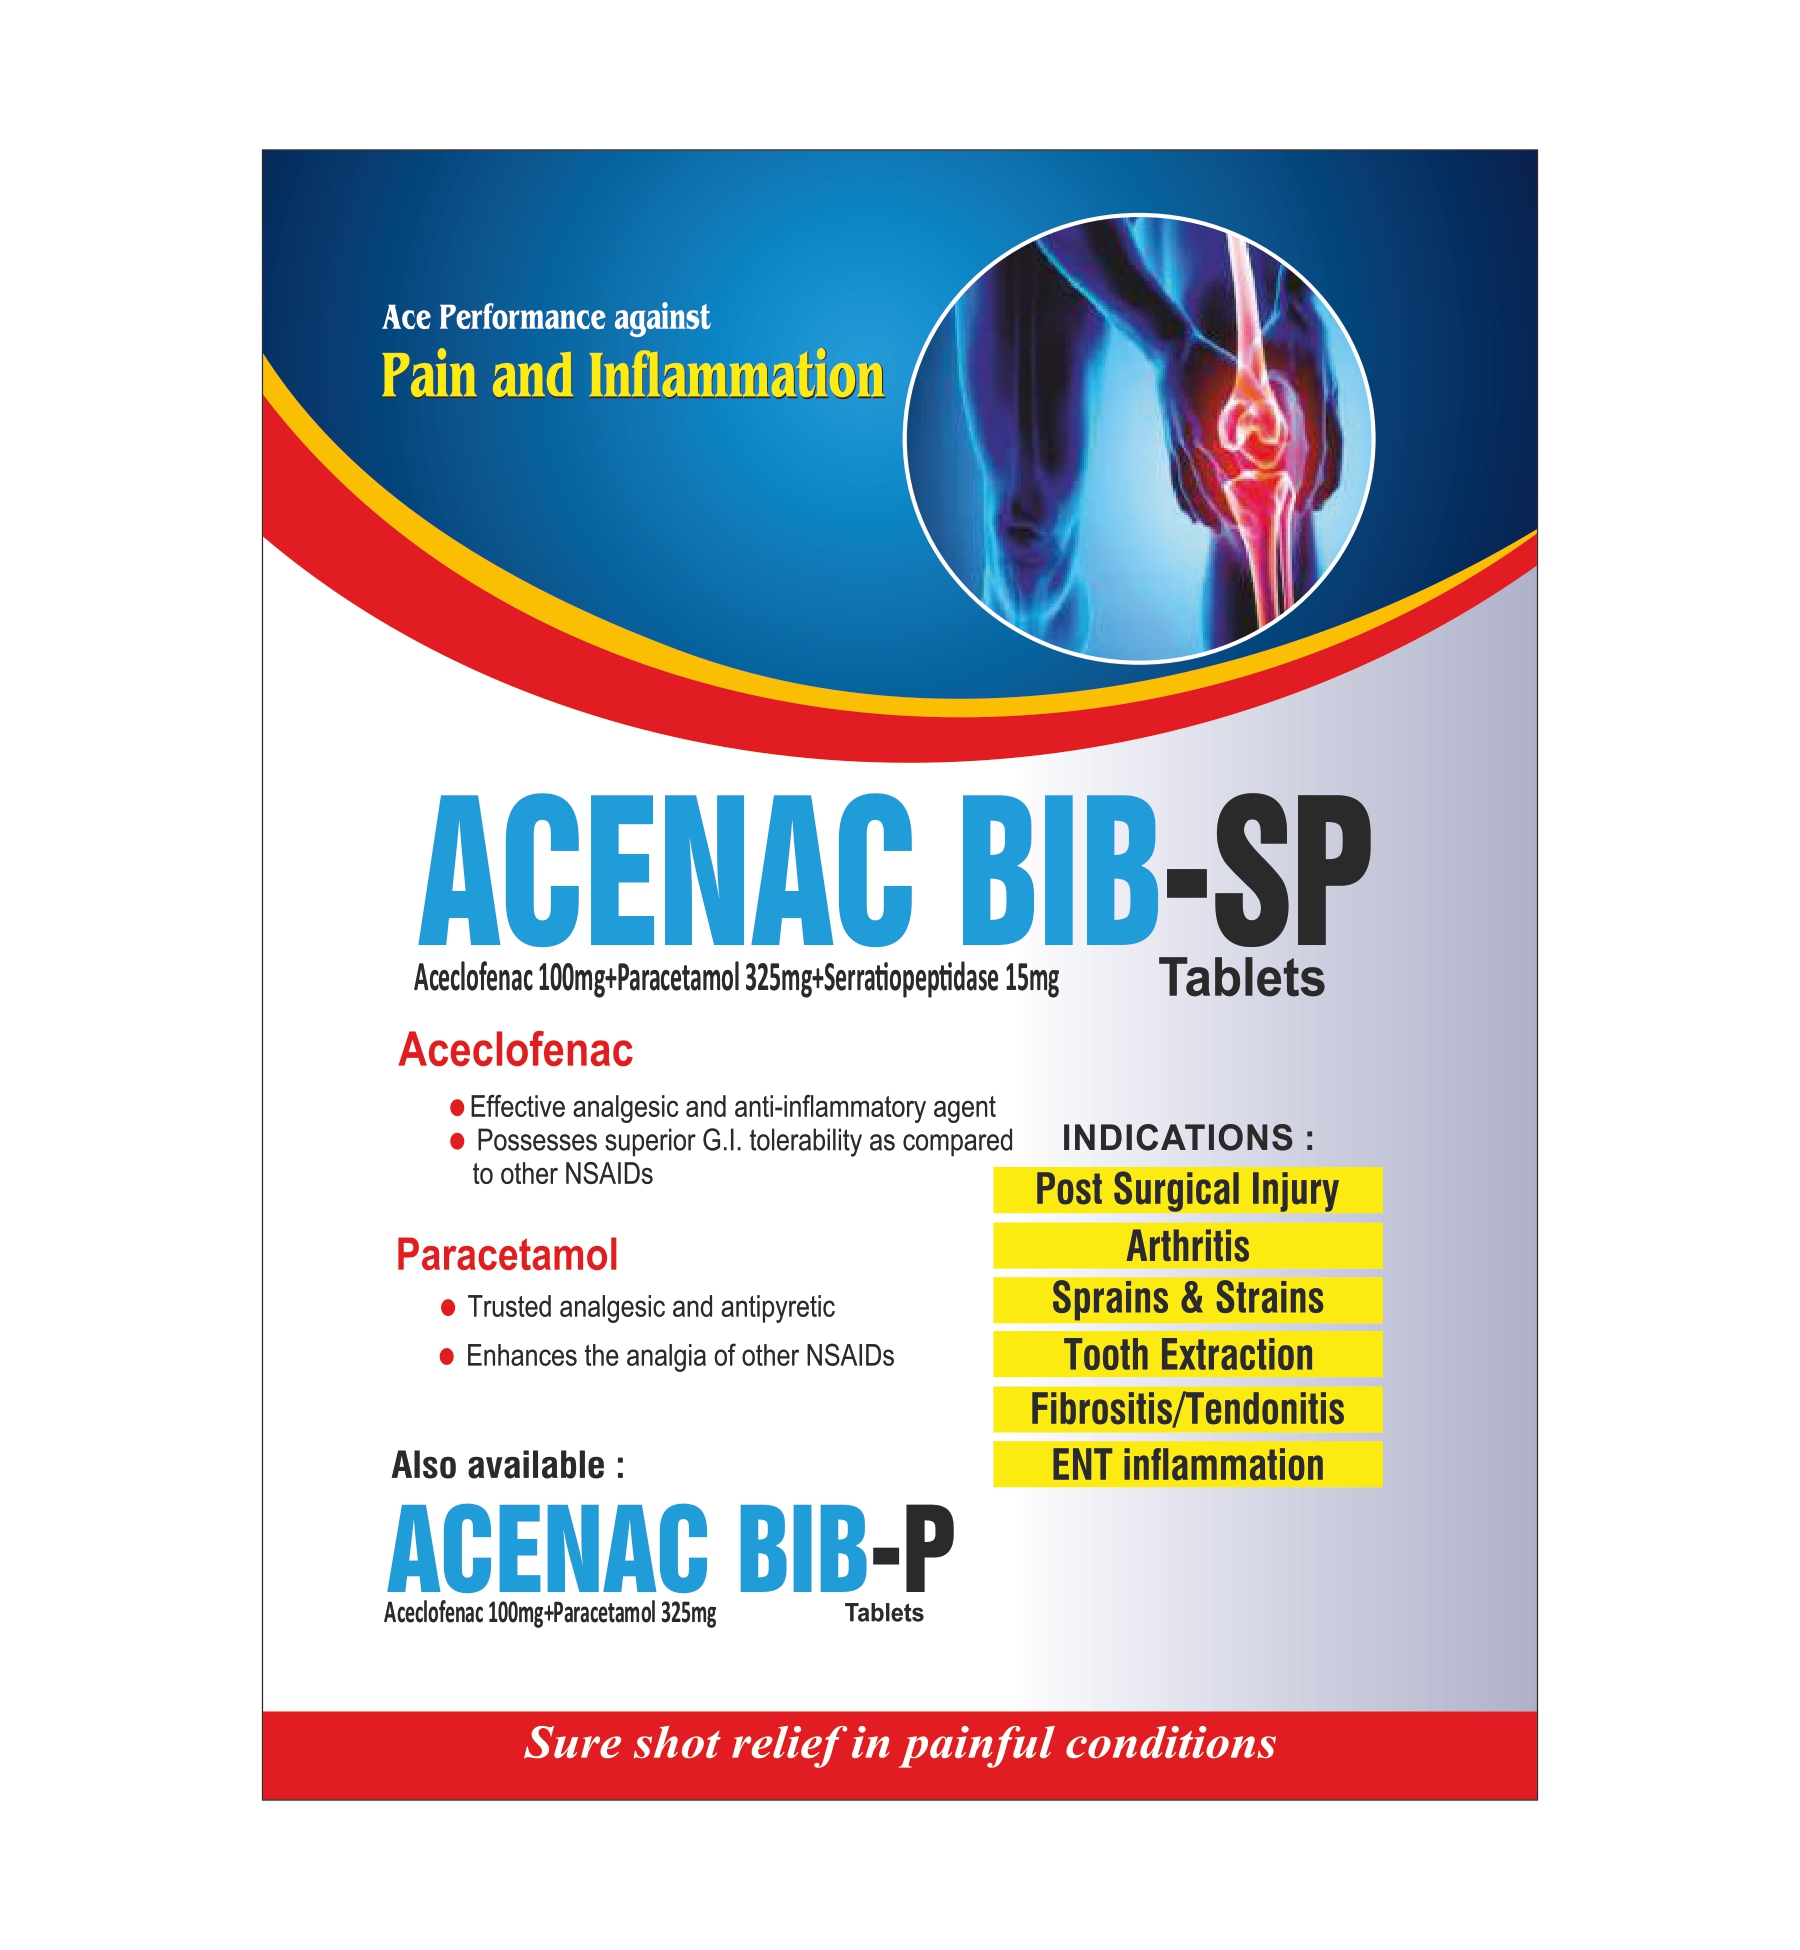 Ace Performance against
Pain and Inflammation
ACENAC BIB-SP
Aceclofenac 100mg+Paracetamol 325mg+Serratiopeptidase 15mg
Tablets
Aceclofenac
● Effective analgesic and anti-inflammatory agent
● Possesses superior G.I. tolerability as compared
to other NSAIDs
Paracetamol
● Trusted analgesic and antipyretic
● Enhances the analgia of other NSAIDs
INDICATIONS :
Post Surgical Injury
Arthritis
Sprains & Strains
Tooth Extraction
Fibrositis/Tendonitis
ENT inflammation
Also available :
ACENAC BIB-P
Aceclofenac 100mg+Paracetamol 325mg
Tablets
Sure shot relief in painful conditions